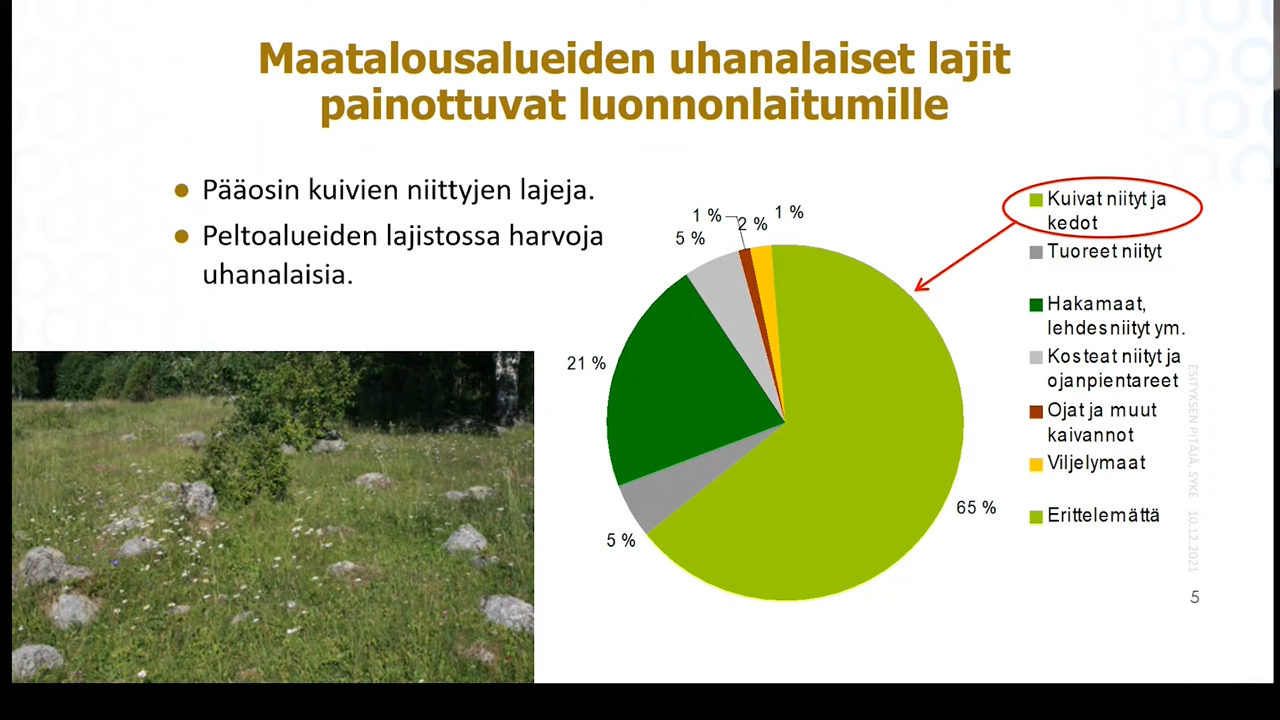 Maatalousalueiden uhanalaiset lajit
painottuvat luonnonlaitumille
● Pääosin kuivien niittyjen lajeja.
● Peltoalueiden lajistossa harvoja
uhanalaisia.
1 %
2 %
1 %
5 %
21 %
5 %
65 %
Kuivat niityt ja
kedot
Tuoreet niityt
Hakamaat,
lehdesniityt ym.
Kosteat niityt ja
ojanpientareet
Ojat ja muut
kaivannot
Viljelymaat
Erittelemättä
ESITYKSEN PITÄJÄ, SYKE 10.12.2021
5